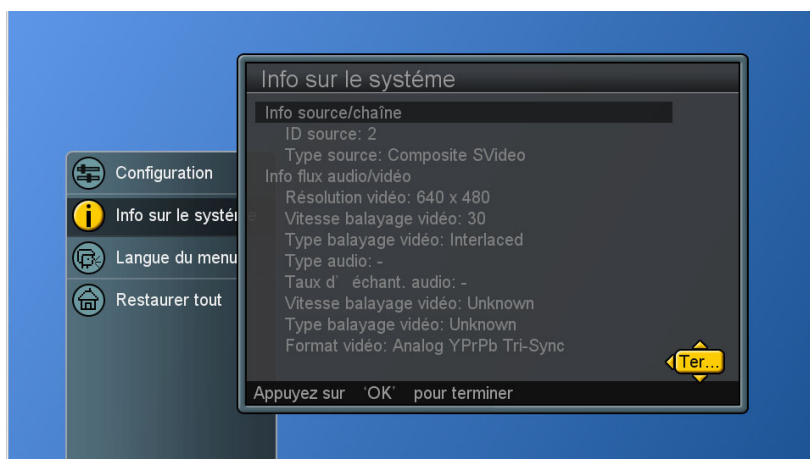 Info sur le systéme
Info source/chaîne
ID source: 2
Type source: Composite SVideo
Info flux audio/vidéo
Résolution vidéo: 640 x 480
Vitesse balayage vidéo: 30
Type balayage vidéo: Interlaced
Type audio: -
Taux d' échant. audio: -
Vitesse balayage vidéo: Unknown
Type balayage vidéo: Unknown
Format vidéo: Analog YPrPb Tri-Sync
Ter...
Appuyez sur 'OK' pour terminer
Configuration
Info sur le système
Langue du menu
Restaurer tout